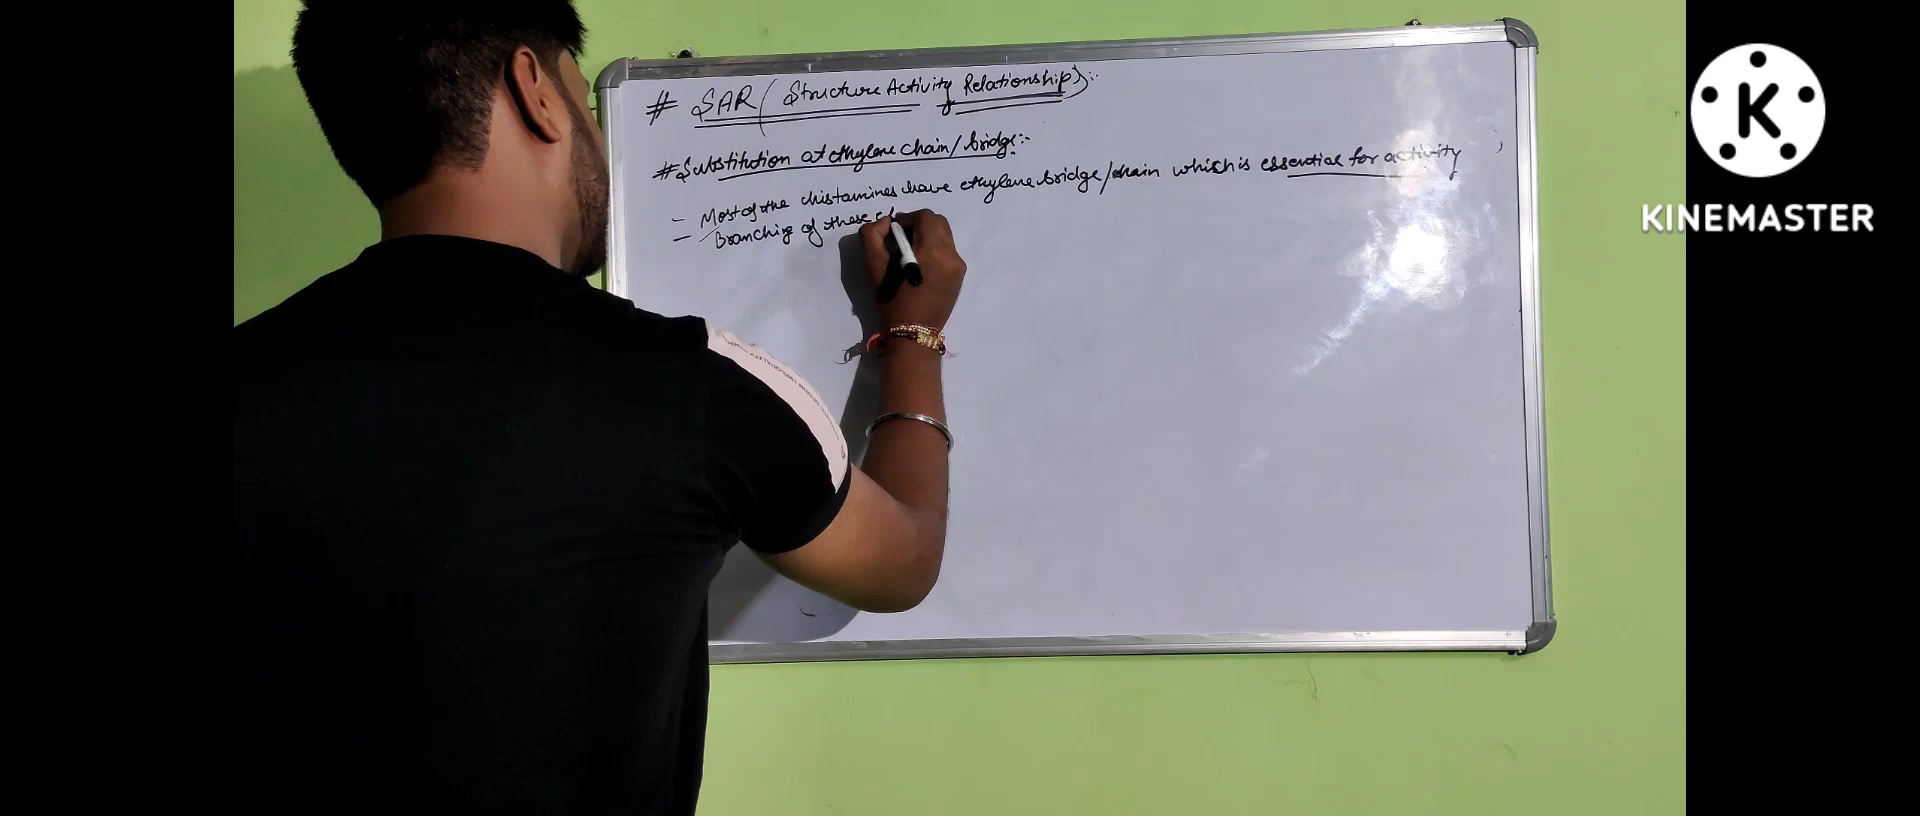 # SAR (Structure Activity Relationship):-
# Substitution at ethylene chain/bridge:-
- Most of the histamines have ethylene bridge/chain which is essential for activity
- Branching of these
K
KINEMASTER